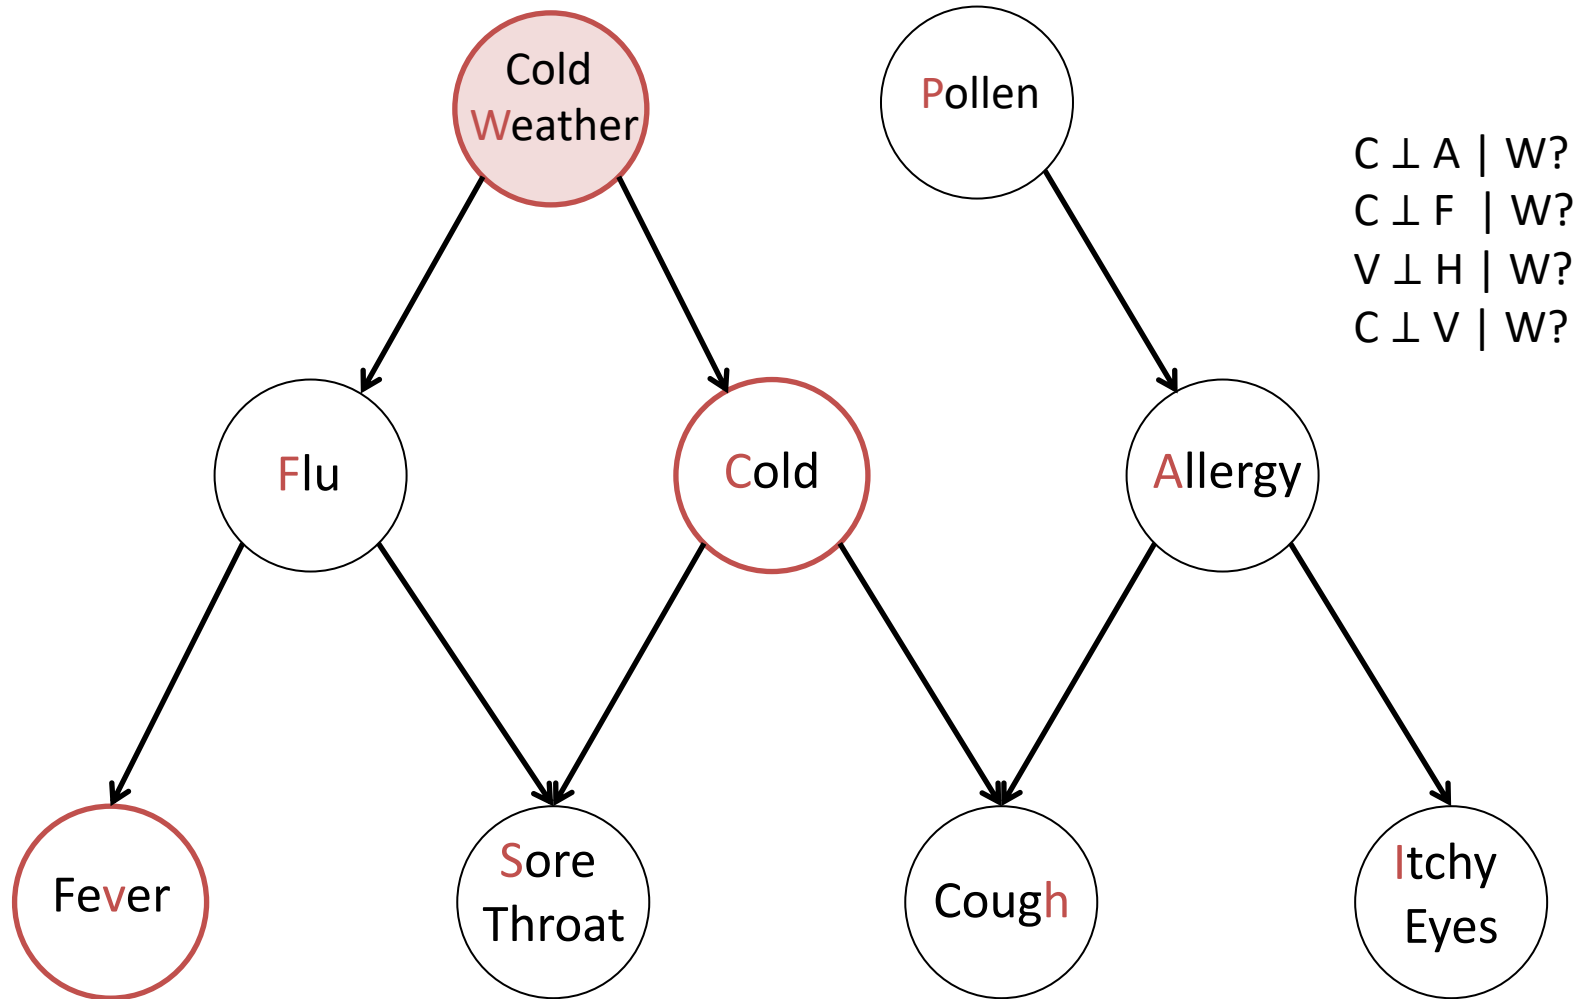 Cold
Weather
Pollen
C ⊥ A | W?
C ⊥ F | W?
V ⊥ H | W?
C ⊥ V | W?
Flu
Cold
Allergy
Fever
Sore
Throat
Cough
Itchy
Eyes